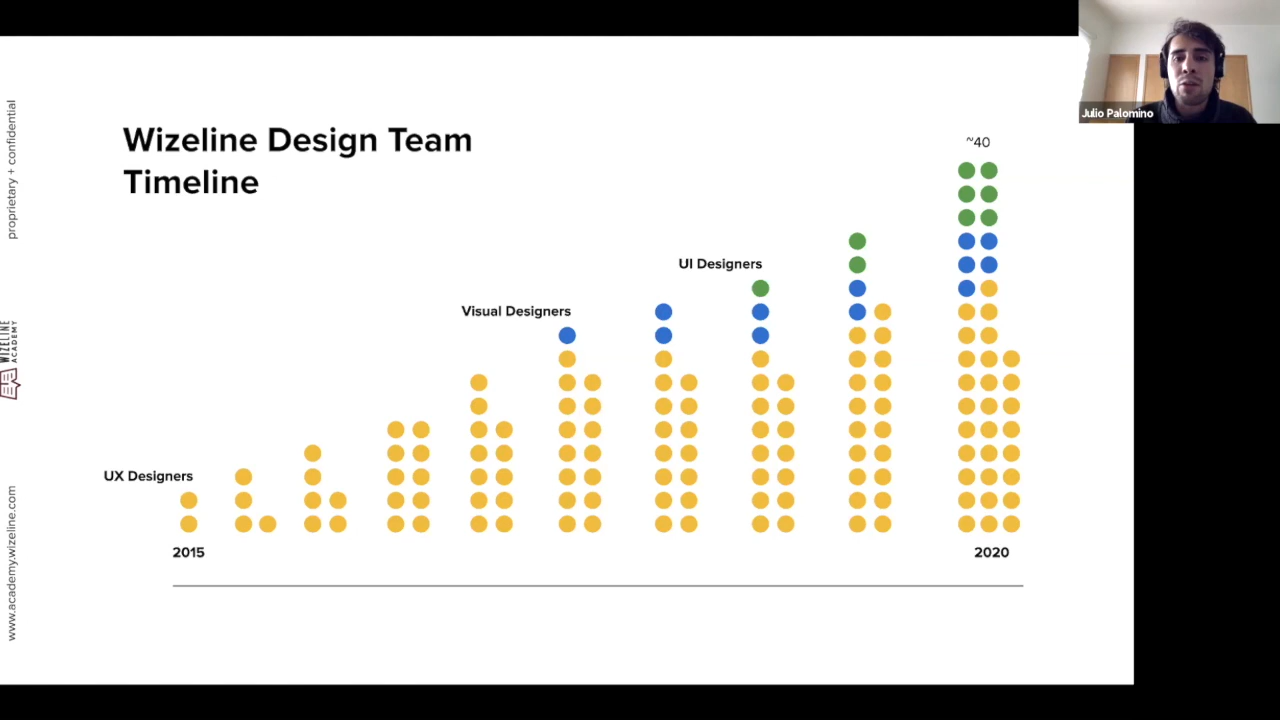 Wizeline Design Team
Timeline
Julio Palomino
~40
UI Designers
Visual Designers
UX Designers
2015
2020
proprietary + confidential
WIZELINE
ACADEMY
www.academy.wizeline.com